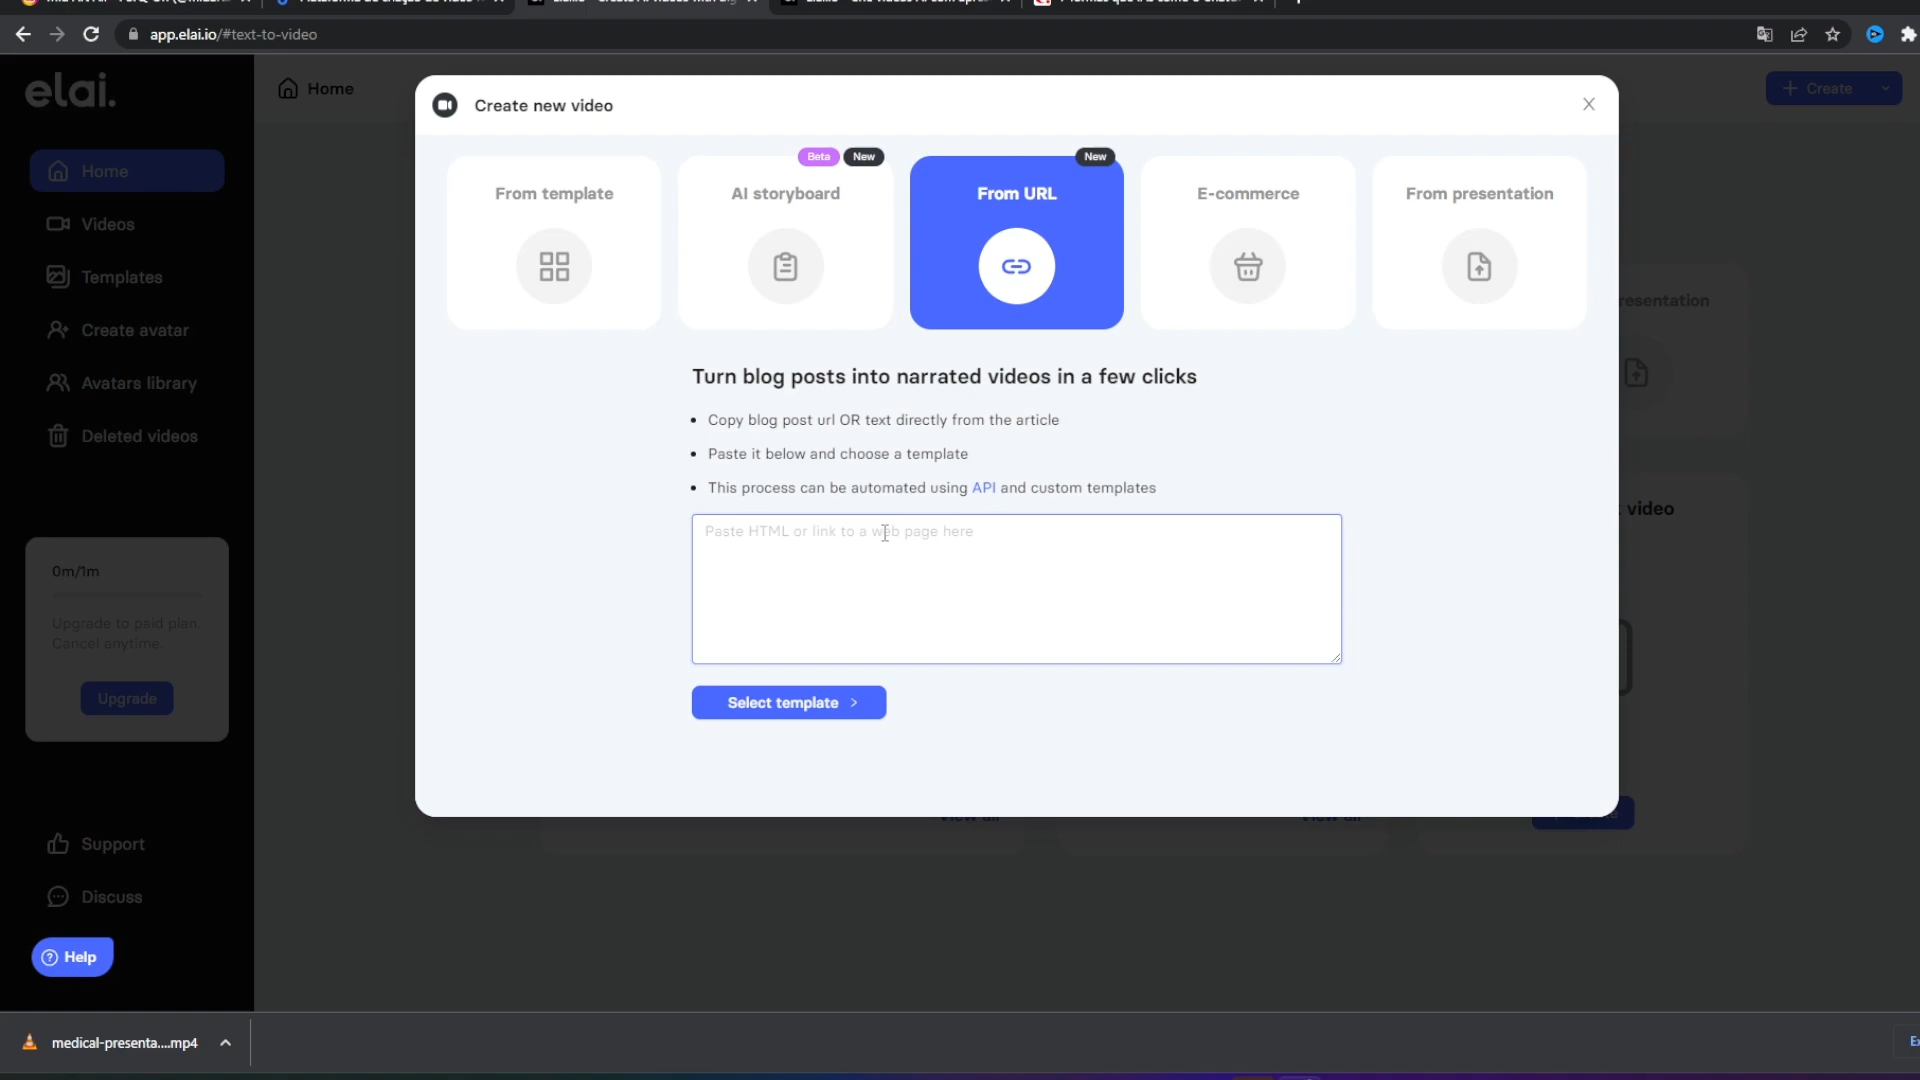 app.elai.io/#text-to-video
elai.
Home
Create
Create new video
Home
Videos
Templates
Create avatar
Avatars library
Deleted videos
Beta
New
New
From template
AI storyboard
From URL
E-commerce
From presentation
resentation
Turn blog posts into narrated videos in a few clicks
Copy blog post url OR text directly from the article
Paste it below and choose a template
This process can be automated using API and custom templates
video
Paste HTML or link to a web page here
0m/1m
Upgrade to paid plan.
Cancel anytime.
Upgrade
Select template
View all
View all
Support
Discuss
Help
medical-presenta....mp4